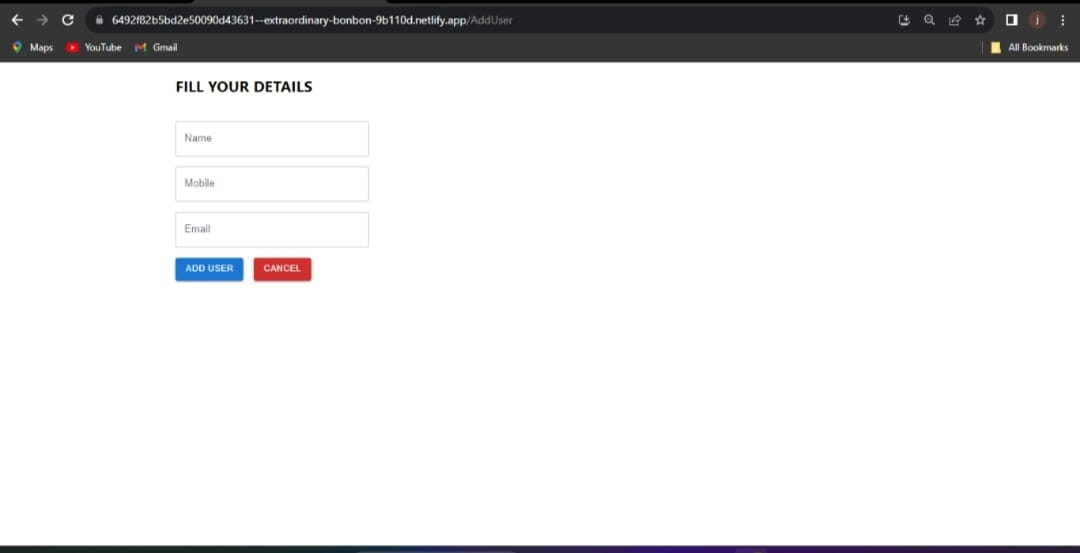 6492f82b5bd2e50090d43631--extraordinary-bonbon-9b110d.netlify.app/AddUser
j
Maps YouTube Gmail All Bookmarks
FILL YOUR DETAILS
Name
Mobile
Email
ADD USER CANCEL